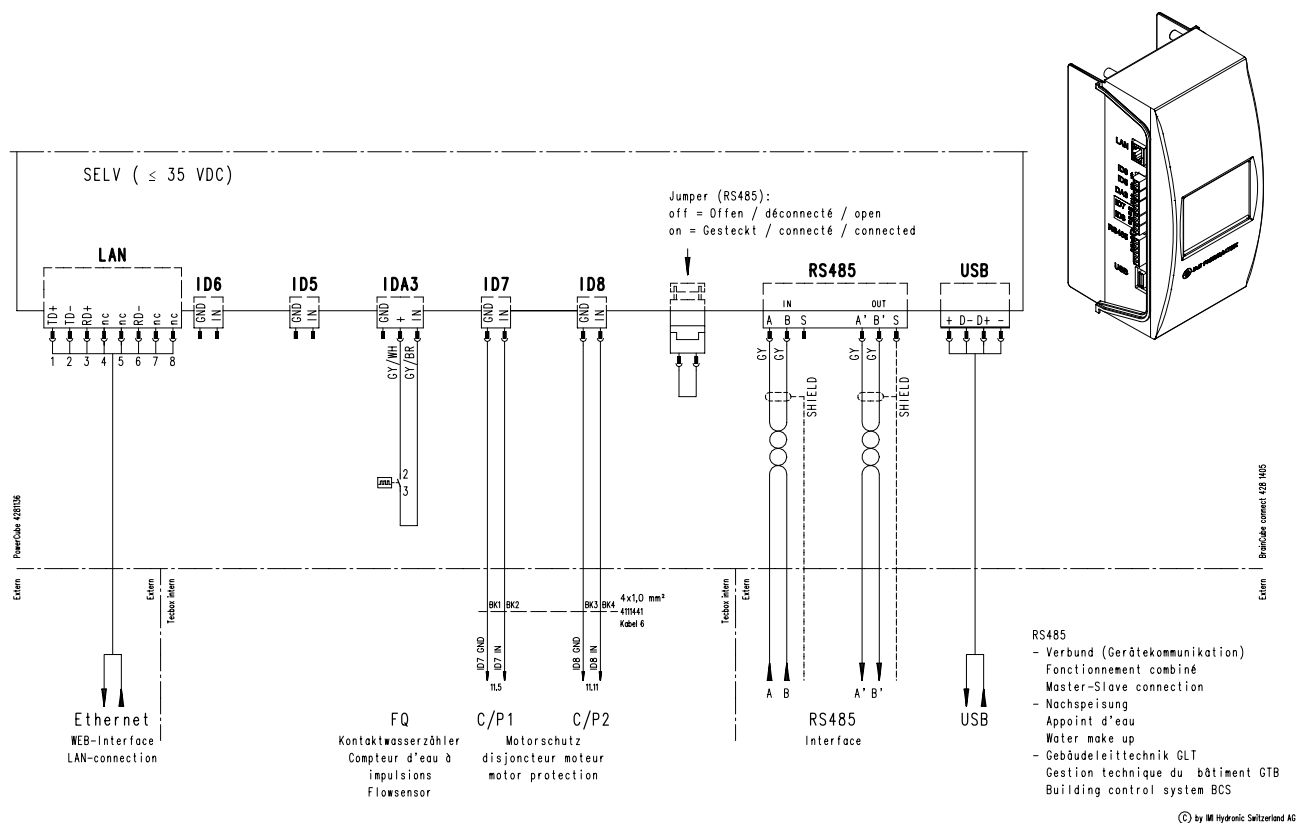 SELV ( ≤ 35 VDC)
Jumper (RS485):
off = Offen / déconnecté / open
on = Gesteckt / connecté / connected
LAN
ID6
ID5
IDA3
ID7
ID8
RS485
USB
TD+
TD-
RD+
nc
nc
RD-
nc
nc
GND
IN
GND
IN
GND
+
IN
GND
IN
GND
IN
IN
OUT
A B S
A' B' S
+ D- D+ -
1 2 3 4 5 6 7 8
GY/WH
GY/BR
GY
GY
GY
GY
SHIELD
SHIELD
2
3
PowerCube 4281136
BrainCube connect 428 1405
Extern
Extern
Tecbox intern
Tecbox intern
Extern
Extern
BK1
BK2
BK3
BK4
4x1,0 mm²
4111441
Kabel 6
ID7 GND
ID7 IN
ID8 GND
ID8 IN
11.5
11.11
A B
A' B'
Ethernet
WEB-Interface
LAN-connection
FQ
Kontaktwasserzähler
Compteur d'eau à
impulsions
Flowsensor
C/P1
C/P2
Motorschutz
disjoncteur moteur
motor protection
RS485
Interface
USB
RS485
- Verbund (Gerätekommunikation)
Fonctionnement combiné
Master-Slave connection
- Nachspeisung
Appoint d'eau
Water make up
- Gebäudeleittechnik GLT
Gestion technique du bâtiment GTB
Building control system BCS
© by IMI Hydronic Switzerland AG
LAN
ID7
RS485
USB
IMI PNEUMATEX